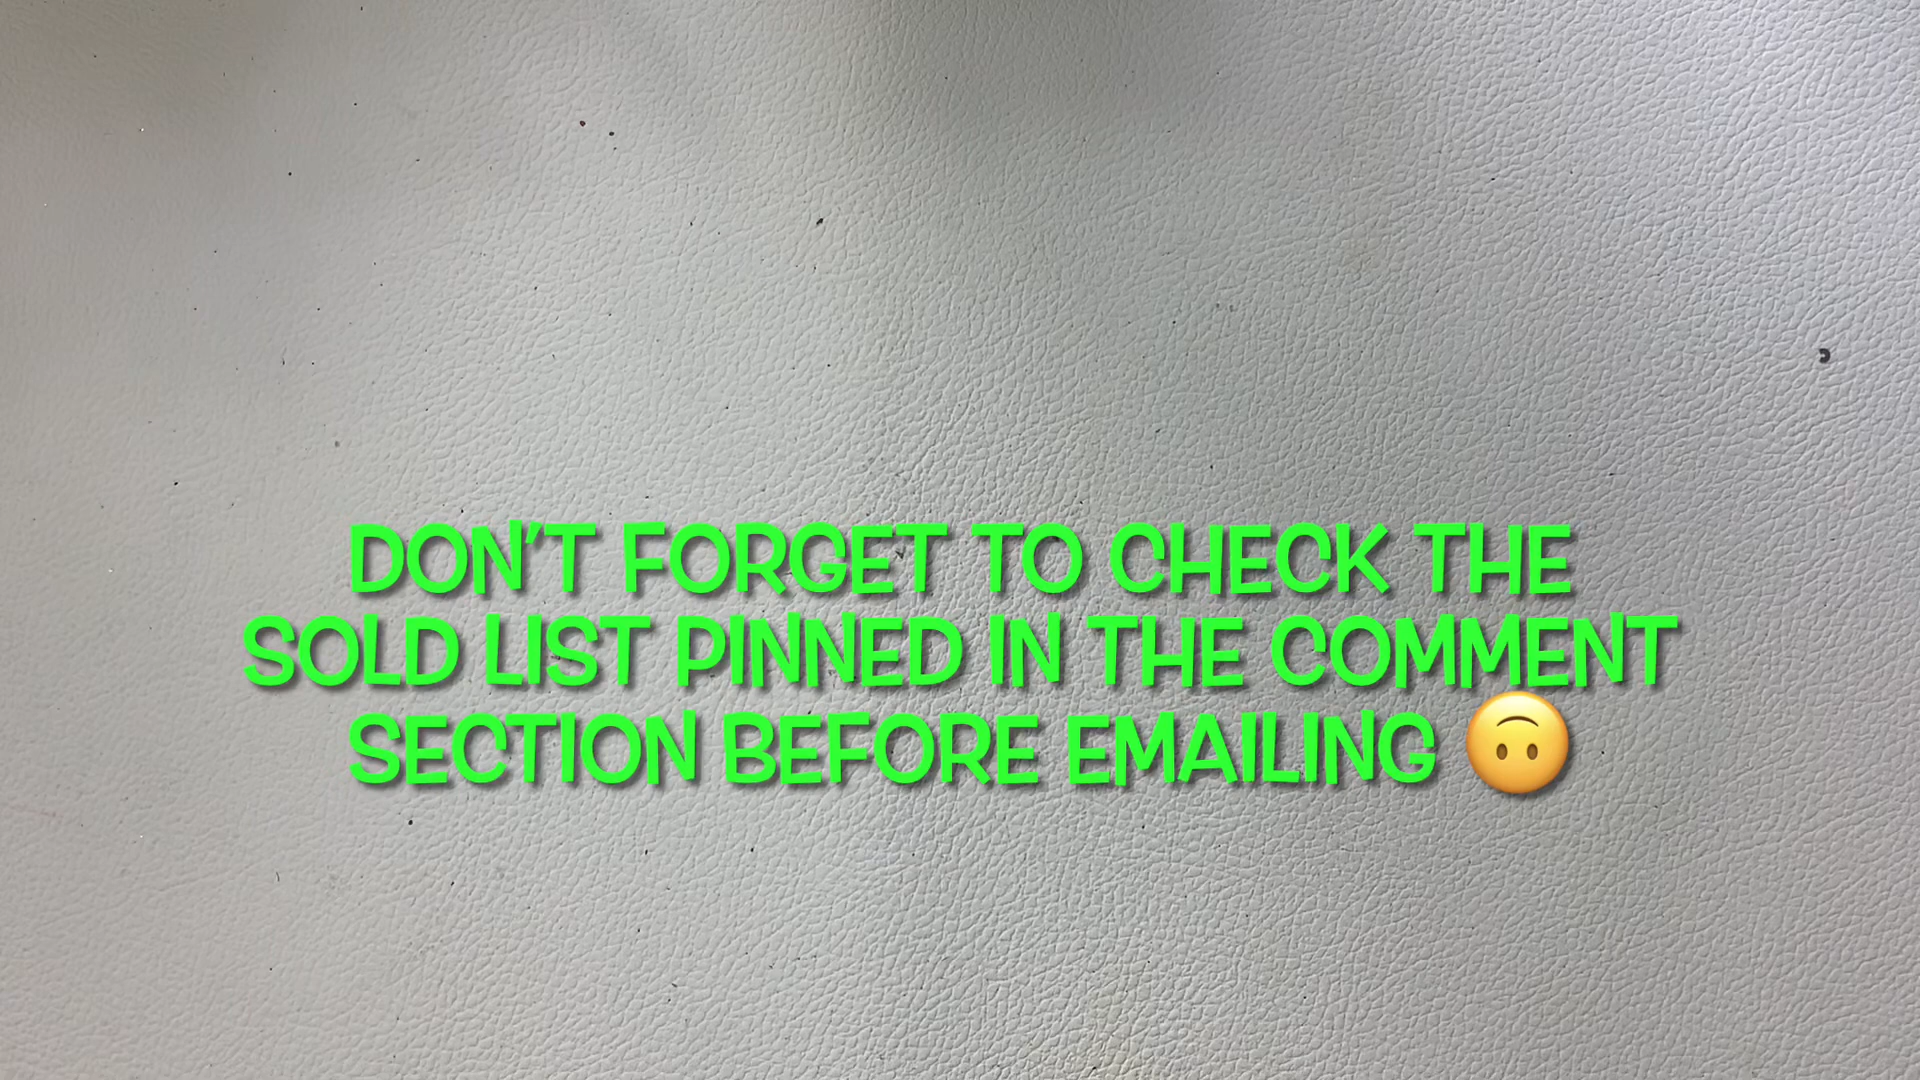 DON'T FORGET TO CHECK THE
SOLD LIST PINNED IN THE COMMENT
SECTION BEFORE EMAILING 🙃